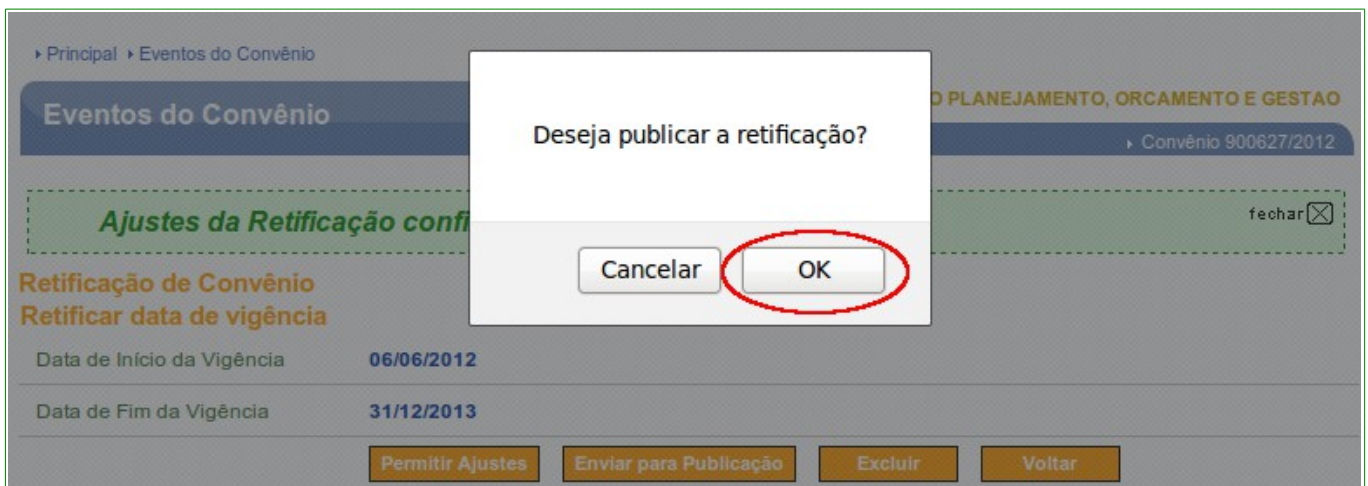 Principal Eventos do Convênio
Eventos do Convênio
O PLANEJAMENTO, ORCAMENTO E GESTAO
Convênio 900627/2012
Deseja publicar a retificação?
Cancelar OK
Ajustes da Retificação confi
fechar
Retificação de Convênio
Retificar data de vigência
Data de Início da Vigência 06/06/2012
Data de Fim da Vigência 31/12/2013
Permitir Ajustes Enviar para Publicação Excluir Voltar